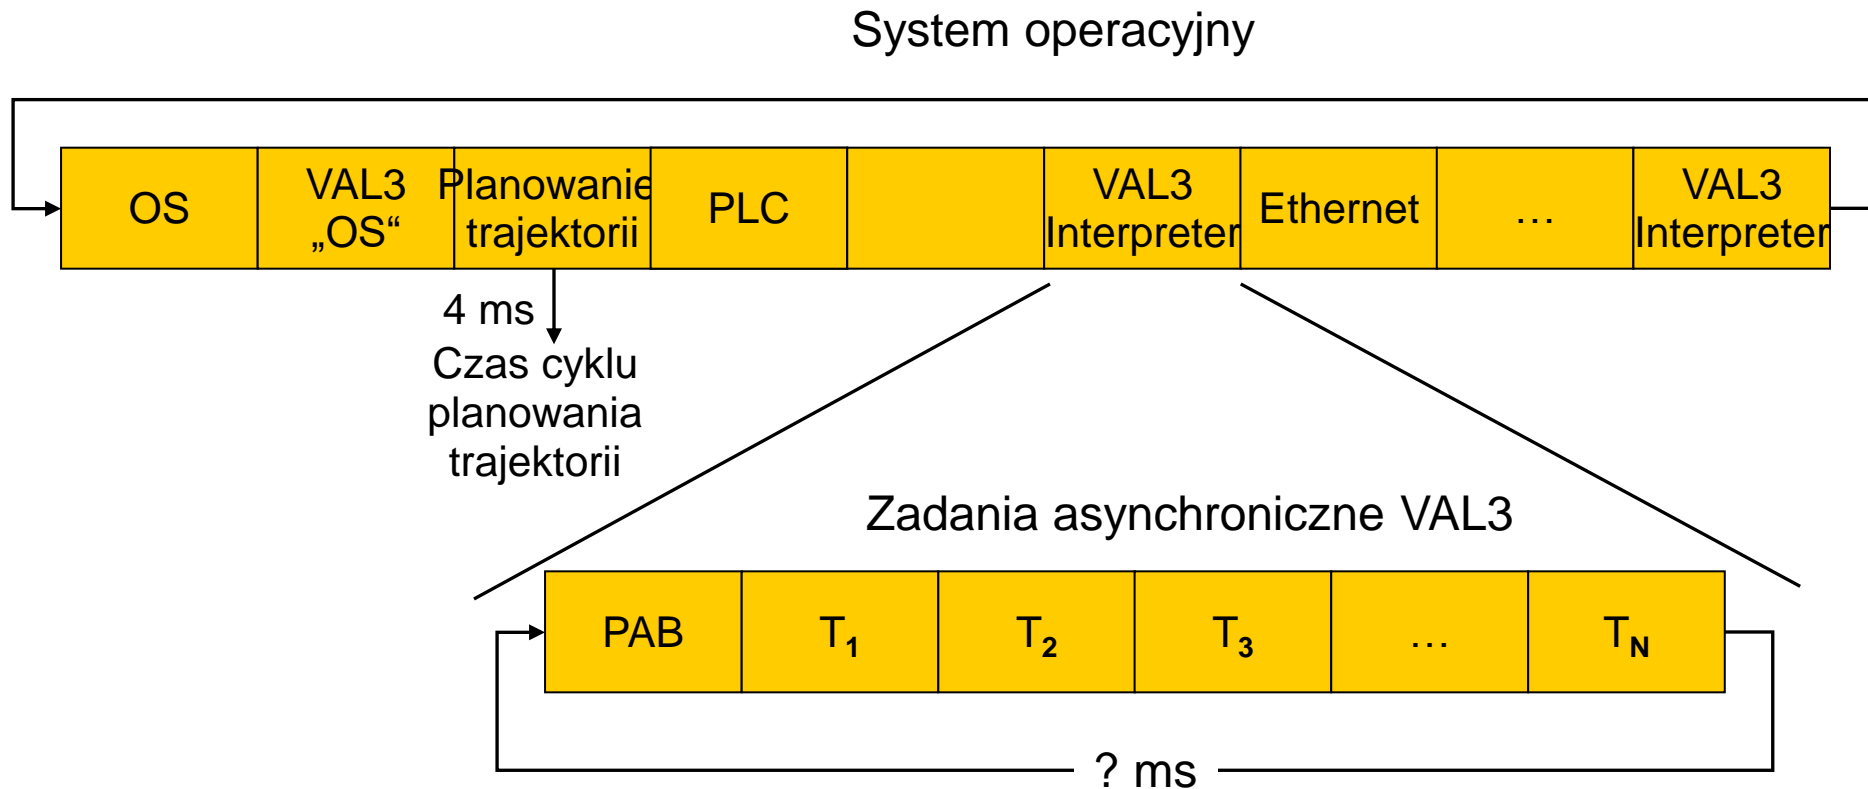 System operacyjny
OS
VAL3
„OS“
Planowanie
trajektorii
PLC
VAL3
Interpreter
Ethernet
…
VAL3
Interpreter
4 ms
Czas cyklu
planowania
trajektorii
Zadania asynchroniczne VAL3
PAB
T1
T2
T3
…
TN
? ms